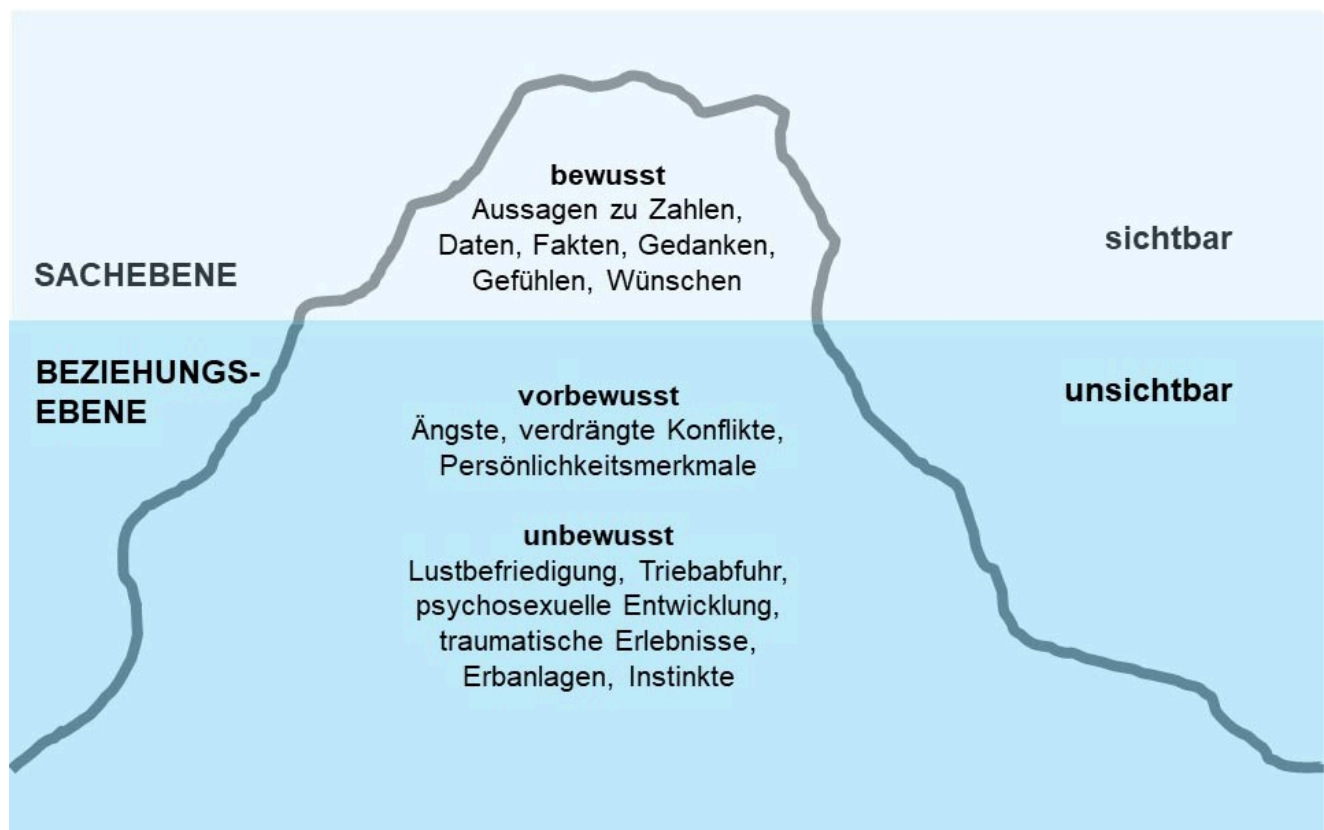 bewusst
Aussagen zu Zahlen,
Daten, Fakten, Gedanken,
Gefühlen, Wünschen
sichtbar
SACHEBENE
BEZIEHUNGS-
EBENE
unsichtbar
vorbewusst
Ängste, verdrängte Konflikte,
Persönlichkeitsmerkmale
unbewusst
Lustbefriedigung, Triebabfuhr,
psychosexuelle Entwicklung,
traumatische Erlebnisse,
Erbanlagen, Instinkte